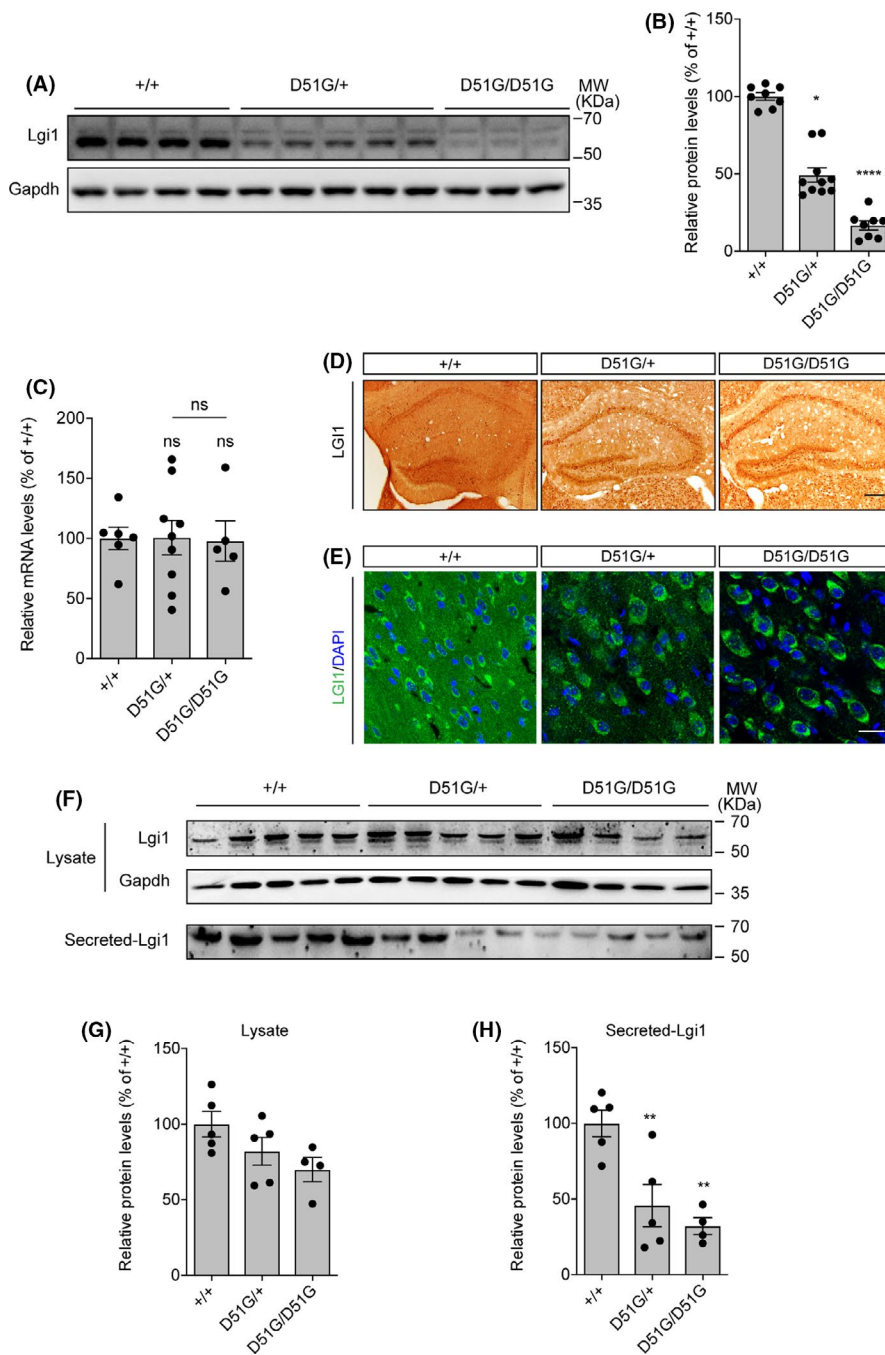 (A)
+/+ D51G/+ D51G/D51G MW
(KDa)
Lgi1
Gapdh
70
50
35
(B)
Relative protein levels (% of +/+)
150
100
50
0
*
****
+/+
D51G/+
D51G/D51G
(C)
Relative mRNA levels (% of +/+)
200
150
100
50
0
ns
ns
ns
+/+
D51G/+
D51G/D51G
(D)
+/+ D51G/+ D51G/D51G
LGI1
(E)
+/+ D51G/+ D51G/D51G
LGI1/DAPI
(F)
+/+ D51G/+ D51G/D51G MW
(KDa)
Lysate
Lgi1
Gapdh
Secreted-Lgi1
70
50
35
70
50
(G)
Lysate
Relative protein levels (% of +/+)
150
100
50
0
+/+
D51G/+
D51G/D51G
(H)
Secreted-Lgi1
Relative protein levels (% of +/+)
150
100
50
0
**
**
+/+
D51G/+
D51G/D51G